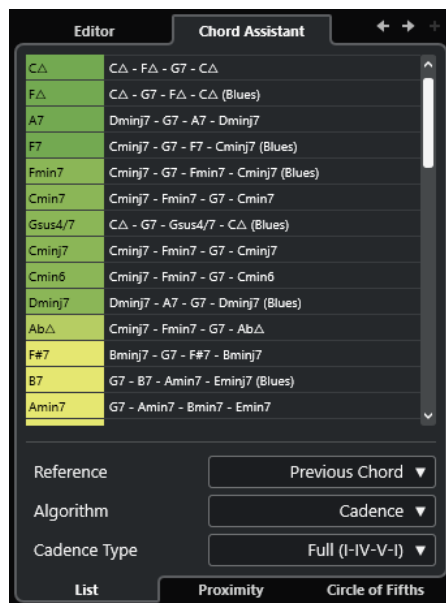 Editor Chord Assistant
C△ C△ - F△ - G7 - C△
F△ C△ - G7 - F△ - C△ (Blues)
A7 Dminj7 - G7 - A7 - Dminj7
F7 Cminj7 - G7 - F7 - Cminj7 (Blues)
Fmin7 Cminj7 - G7 - Fmin7 - Cminj7 (Blues)
Cmin7 Cminj7 - Fmin7 - G7 - Cmin7
Gsus4/7 C△ - G7 - Gsus4/7 - C△ (Blues)
Cminj7 Cminj7 - Fmin7 - G7 - Cminj7
Cmin6 Cminj7 - Fmin7 - G7 - Cmin6
Dminj7 Dminj7 - A7 - G7 - Dminj7 (Blues)
Ab△ Cminj7 - Fmin7 - G7 - Ab△
F#7 Bminj7 - G7 - F#7 - Bminj7
B7 G7 - B7 - Amin7 - Eminj7 (Blues)
Amin7 G7 - Amin7 - Bmin7 - Emin7
Reference Previous Chord
Algorithm Cadence
Cadence Type Full (I-IV-V-I)
List Proximity Circle of Fifths